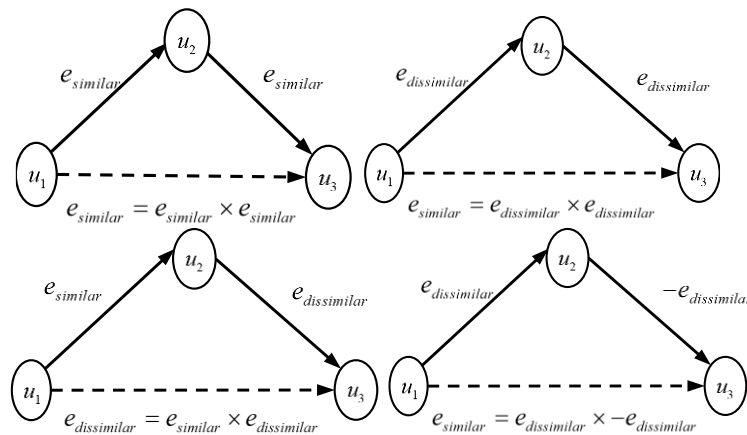 u₂
u₂
e_similar e_similar
e_dissimilar e_dissimilar
u₁ u₃
u₁ u₃
e_similar = e_similar × e_similar
e_similar = e_dissimilar × e_dissimilar
u₂
u₂
e_similar e_dissimilar
e_dissimilar −e_dissimila
u₁ u₃
u₁ u₃
e_dissimilar = e_similar × e_dissimilar
e_similar = e_dissimilar × −e_dissimilar